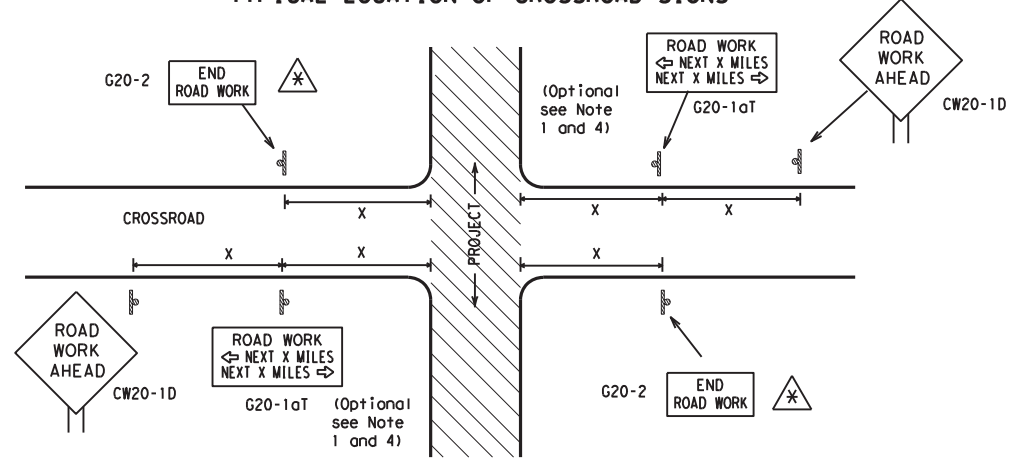 TYPICAL LOCATION OF CROSSROAD SIGNS
G20-2
END
ROAD WORK
*
(Optional
see Note
1 and 4)
ROAD WORK
⇦ NEXT X MILES
NEXT X MILES ⇨
G20-1aT
ROAD
WORK
AHEAD
CW20-1D
CROSSROAD
X
X
X
PROJECT
X
X
X
ROAD
WORK
AHEAD
CW20-1D
ROAD WORK
⇦ NEXT X MILES
NEXT X MILES ⇨
G20-1aT
(Optional
see Note
1 and 4)
G20-2
END
ROAD WORK
*